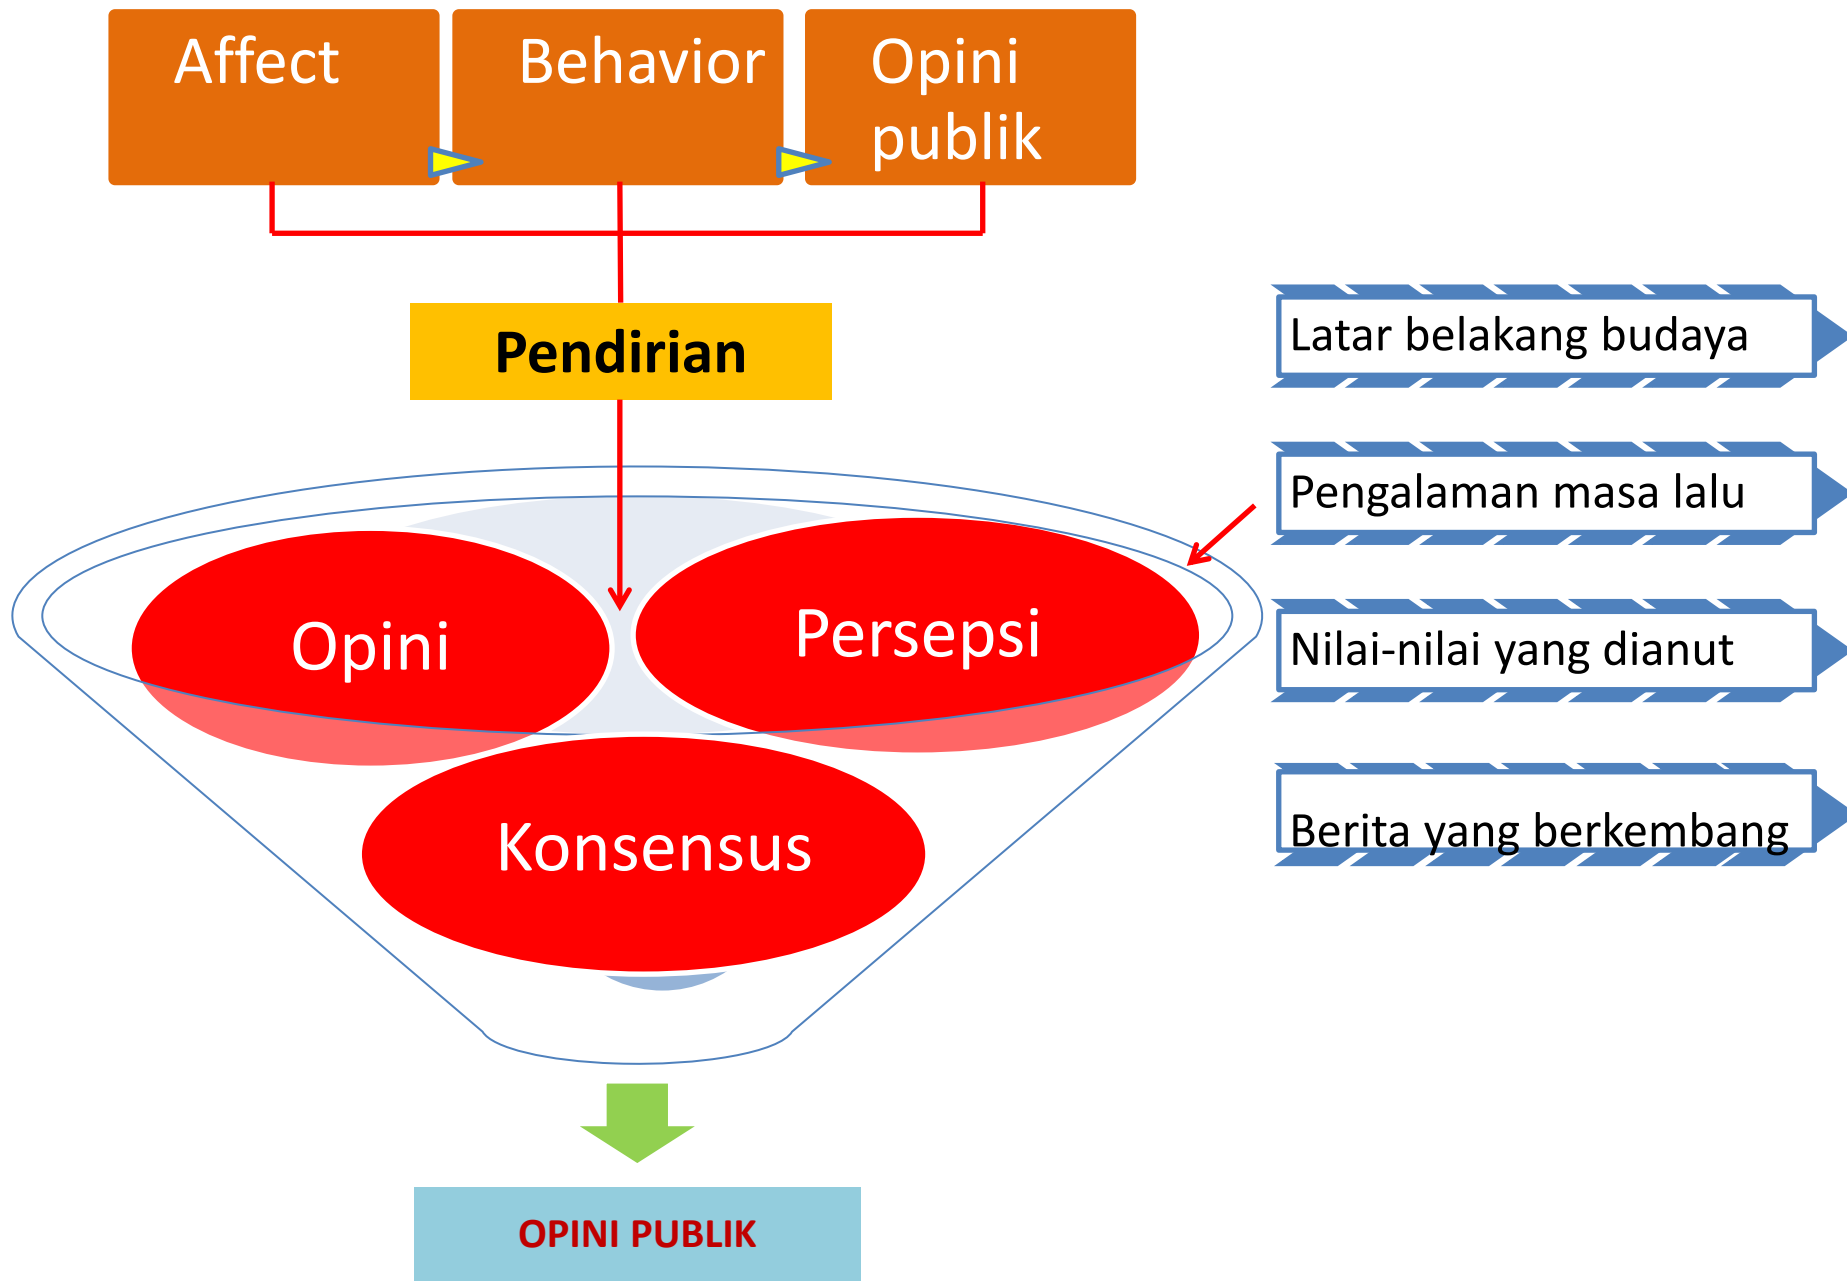 Affect
Behavior
Opini
publik
Pendirian
Latar belakang budaya
Pengalaman masa lalu
Nilai-nilai yang dianut
Berita yang berkembang
Opini
Persepsi
Konsensus
OPINI PUBLIK